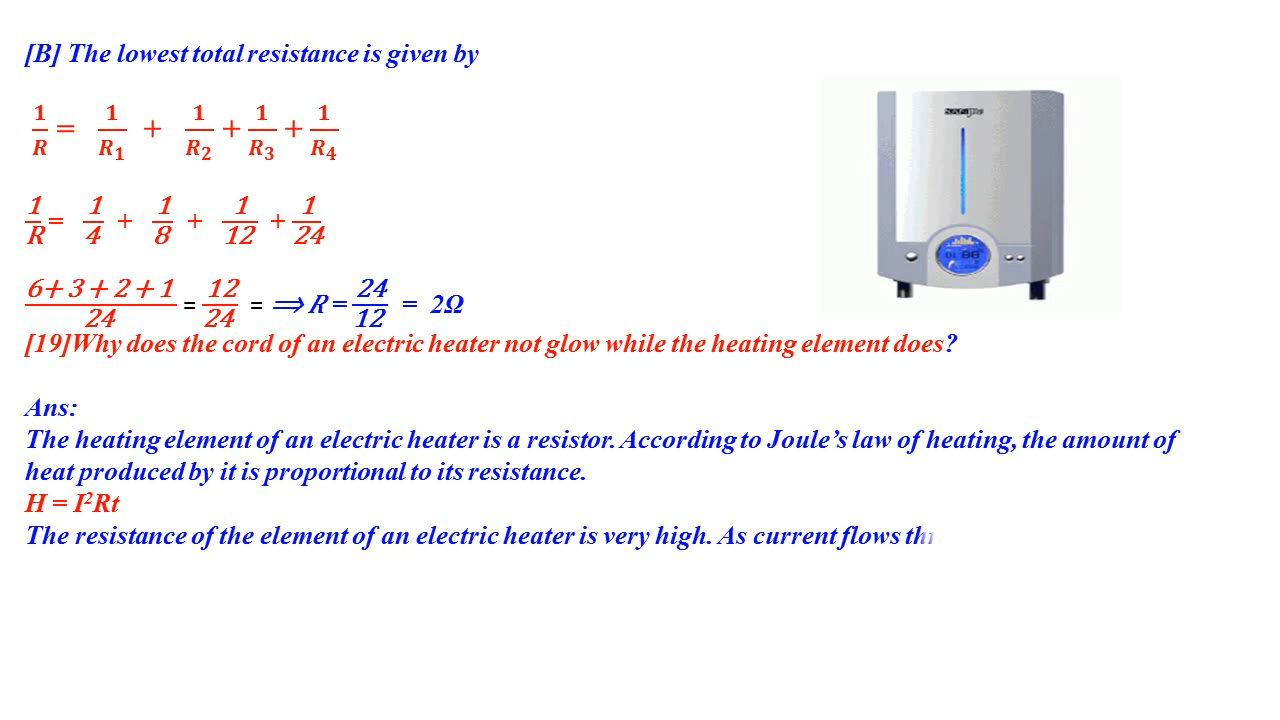 [B] The lowest total resistance is given by
1/R = 1/R₁ + 1/R₂ + 1/R₃ + 1/R₄
1/R = 1/4 + 1/8 + 1/12 + 1/24
6+3+2+1/24 = 12/24 = ⟹ R = 24/12 = 2Ω
[19]Why does the cord of an electric heater not glow while the heating element does?
Ans:
The heating element of an electric heater is a resistor. According to Joule’s law of heating, the amount of
heat produced by it is proportional to its resistance.
H = I²Rt
The resistance of the element of an electric heater is very high. As current flows